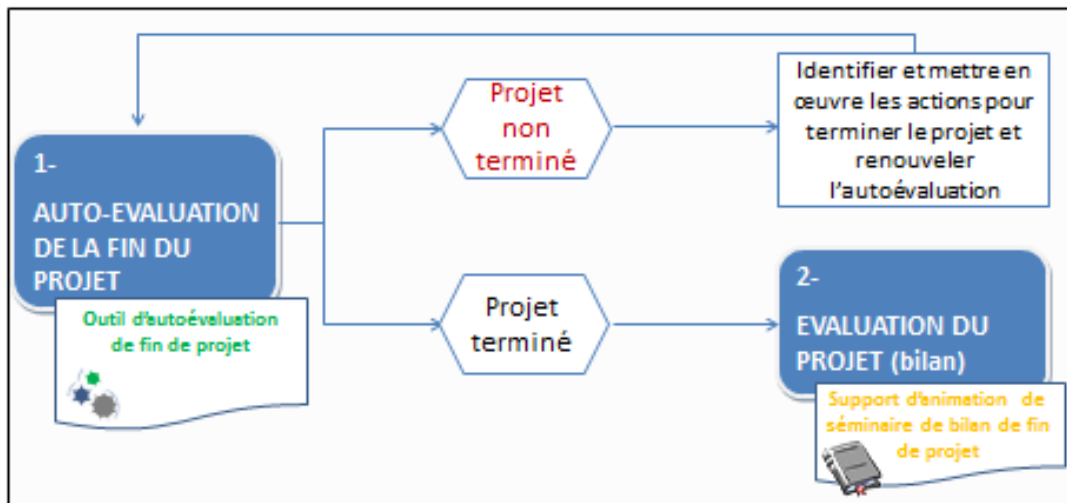 Projet
non
terminé
Identifier et mettre en
œuvre les actions pour
terminer le projet et
renouveler
l'autoévaluation
1-
AUTO-EVALUATION
DE LA FIN DU
PROJET
Outil d'autoévaluation
de fin de projet
Projet
terminé
2-
EVALUATION DU
PROJET (bilan)
Support d'animation de
séminaire de bilan de fin
de projet